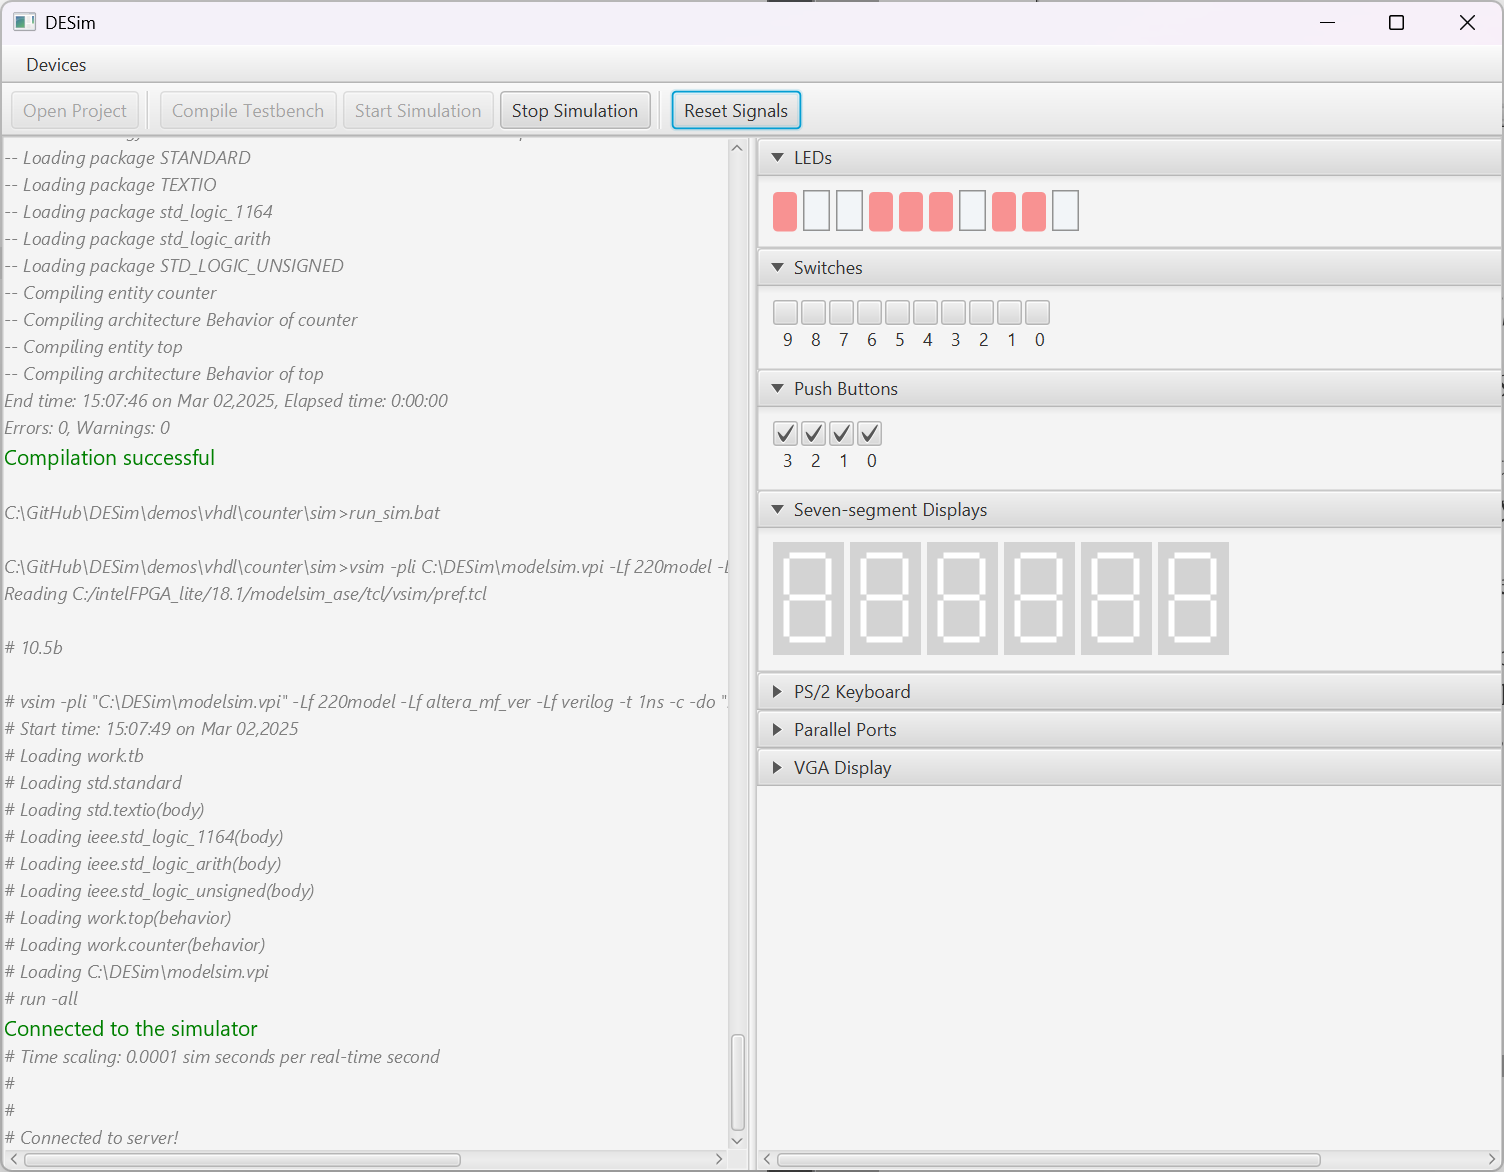 DESim
Devices
Open Project
Compile Testbench
Start Simulation
Stop Simulation
Reset Signals
-- Loading package STANDARD
-- Loading package TEXTIO
-- Loading package std_logic_1164
-- Loading package std_logic_arith
-- Loading package STD_LOGIC_UNSIGNED
-- Compiling entity counter
-- Compiling architecture Behavior of counter
-- Compiling entity top
-- Compiling architecture Behavior of top
End time: 15:07:46 on Mar 02,2025, Elapsed time: 0:00:00
Errors: 0, Warnings: 0
Compilation successful
C:\GitHub\DESim\demos\vhdl\counter\sim>run_sim.bat
C:\GitHub\DESim\demos\vhdl\counter\sim>vsim -pli C:\DESim\modelsim.vpi -Lf 220model -
Reading C:/intelFPGA_lite/18.1/modelsim_ase/tcl/vsim/pref.tcl
# 10.5b
# vsim -pli "C:\DESim\modelsim.vpi" -Lf 220model -Lf altera_mf_ver -Lf verilog -t 1ns -c -do "
# Start time: 15:07:49 on Mar 02,2025
# Loading work.tb
# Loading std.standard
# Loading std.textio(body)
# Loading ieee.std_logic_1164(body)
# Loading ieee.std_logic_arith(body)
# Loading ieee.std_logic_unsigned(body)
# Loading work.top(behavior)
# Loading work.counter(behavior)
# Loading C:\DESim\modelsim.vpi
# run -all
Connected to the simulator
# Time scaling: 0.0001 sim seconds per real-time second
#
#
# Connected to server!
LEDs
Switches
9 8 7 6 5 4 3 2 1 0
Push Buttons
3 2 1 0
Seven-segment Displays
PS/2 Keyboard
Parallel Ports
VGA Display